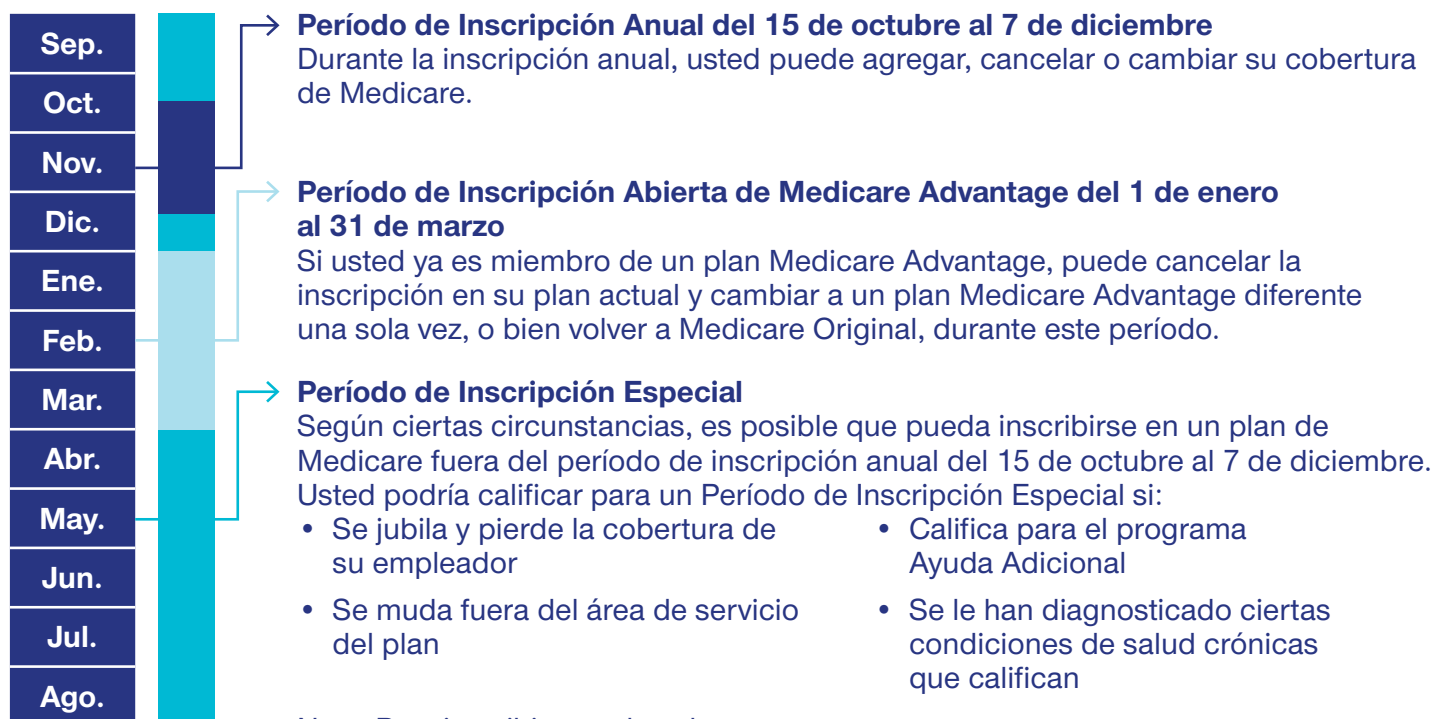 Sep.
Oct.
Nov.
Dic.
Ene.
Feb.
Mar.
Abr.
May.
Jun.
Jul.
Ago.
Período de Inscripción Anual del 15 de octubre al 7 de diciembre
Durante la inscripción anual, usted puede agregar, cancelar o cambiar su cobertura
de Medicare.
Período de Inscripción Abierta de Medicare Advantage del 1 de enero
al 31 de marzo
Si usted ya es miembro de un plan Medicare Advantage, puede cancelar la
inscripción en su plan actual y cambiar a un plan Medicare Advantage diferente
una sola vez, o bien volver a Medicare Original, durante este período.
Período de Inscripción Especial
Según ciertas circunstancias, es posible que pueda inscribirse en un plan de
Medicare fuera del período de inscripción anual del 15 de octubre al 7 de diciembre.
Usted podría calificar para un Período de Inscripción Especial si:
• Se jubila y pierde la cobertura de
su empleador
• Se muda fuera del área de servicio
del plan
• Califica para el programa
Ayuda Adicional
• Se le han diagnosticado ciertas
condiciones de salud crónicas
que califican